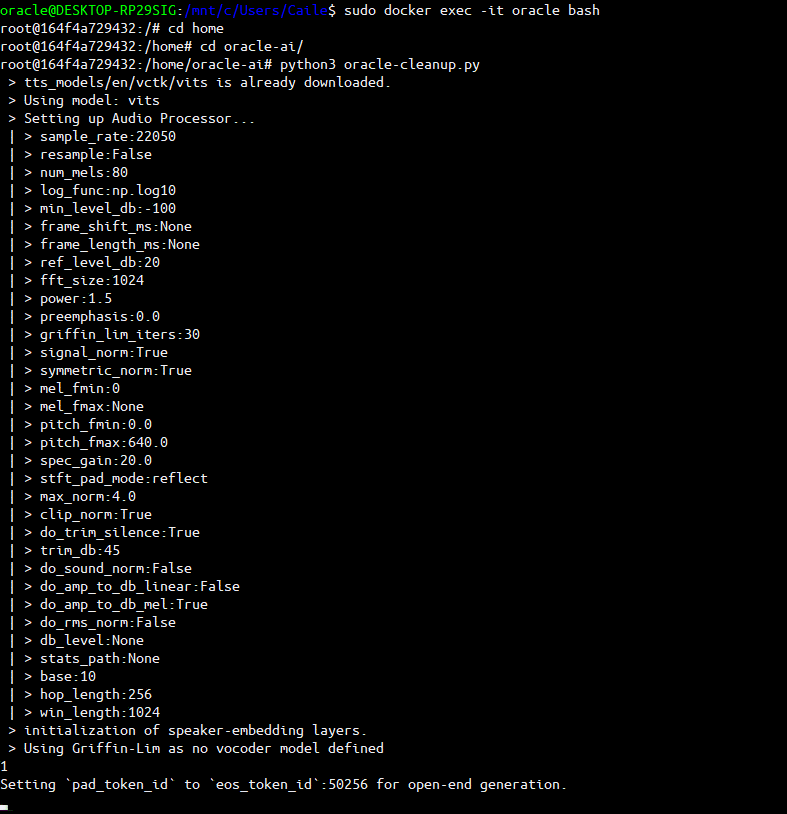 oracle@DESKTOP-RP29SIG:/mnt/c/Users/Catle$ sudo docker exec -it oracle bash
root@164f4a729432:/# cd home
root@164f4a729432:/home# cd oracle-ai/
root@164f4a729432:/home/oracle-ai# python3 oracle-cleanup.py
 > tts_models/en/vctk/vits is already downloaded.
 > Using model: vits
 > Setting up Audio Processor...
 | > sample_rate:22050
 | > resample:False
 | > num_mels:80
 | > log_func:np.log10
 | > min_level_db:-100
 | > frame_shift_ms:None
 | > frame_length_ms:None
 | > ref_level_db:20
 | > fft_size:1024
 | > power:1.5
 | > preemphasis:0.0
 | > griffin_lim_iters:30
 | > signal_norm:True
 | > symmetric_norm:True
 | > mel_fmin:0
 | > mel_fmax:None
 | > pitch_fmin:0.0
 | > pitch_fmax:640.0
 | > spec_gain:20.0
 | > stft_pad_mode:reflect
 | > max_norm:4.0
 | > clip_norm:True
 | > do_trim_silence:True
 | > trim_db:45
 | > do_sound_norm:False
 | > do_amp_to_db_linear:False
 | > do_amp_to_db_mel:True
 | > do_rms_norm:False
 | > db_level:None
 | > stats_path:None
 | > base:10
 | > hop_length:256
 | > win_length:1024
 > initialization of speaker-embedding layers.
 > Using Griffin-Lim as no vocoder model defined
1
Setting `pad_token_id` to `eos_token_id`:50256 for open-end generation.